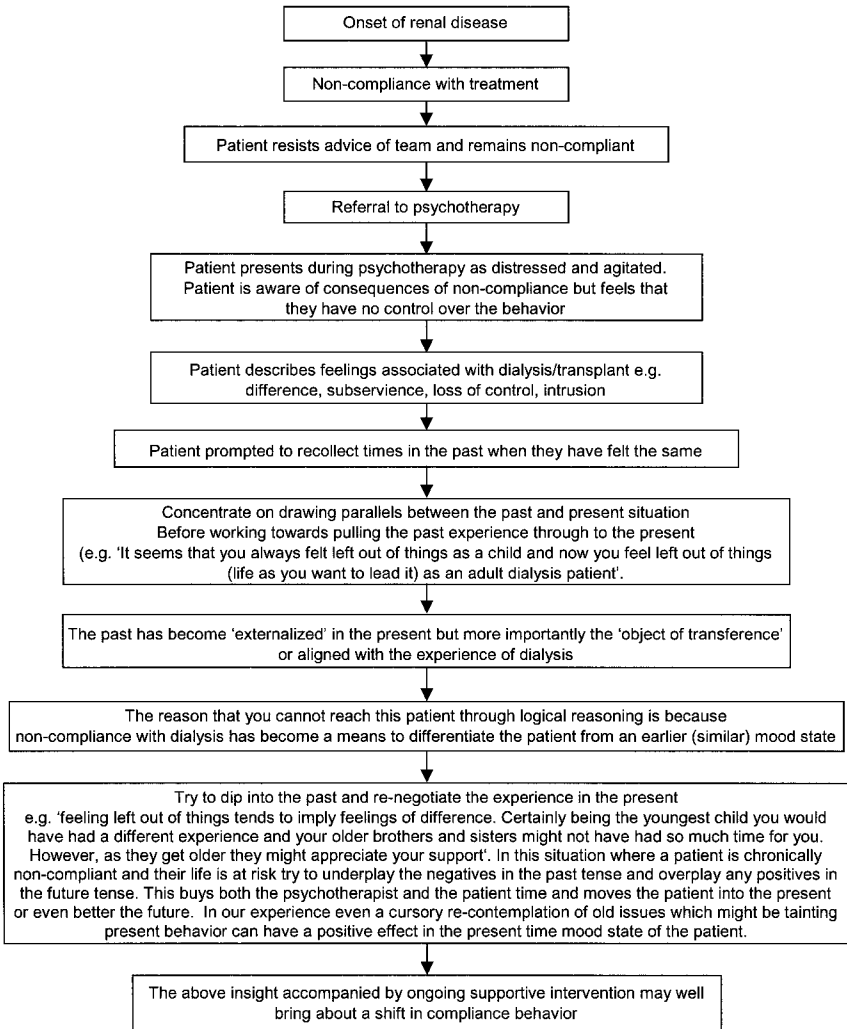 Onset of renal disease
Non-compliance with treatment
Patient resists advice of team and remains non-compliant
Referral to psychotherapy
Patient presents during psychotherapy as distressed and agitated.
Patient is aware of consequences of non-compliance but feels that
they have no control over the behavior
Patient describes feelings associated with dialysis/transplant e.g.
difference, subservience, loss of control, intrusion
Patient prompted to recollect times in the past when they have felt the same
Concentrate on drawing parallels between the past and present situation
Before working towards pulling the past experience through to the present
(e.g. 'It seems that you always felt left out of things as a child and now you feel left out of things
(life as you want to lead it) as an adult dialysis patient'.
The past has become 'externalized' in the present but more importantly the 'object of transference'
or aligned with the experience of dialysis
The reason that you cannot reach this patient through logical reasoning is because
non-compliance with dialysis has become a means to differentiate the patient from an earlier (similar) mood state
Try to dip into the past and re-negotiate the experience in the present
e.g. 'feeling left out of things tends to imply feelings of difference. Certainly being the youngest child you would
have had a different experience and your older brothers and sisters might not have had so much time for you.
However, as they get older they might appreciate your support'. In this situation where a patient is chronically
non-compliant and their life is at risk try to underplay the negatives in the past tense and overplay any positives in
the future tense. This buys both the psychotherapist and the patient time and moves the patient into the present
or even better the future. In our experience even a cursory re-contemplation of old issues which might be tainting
present behavior can have a positive effect in the present time mood state of the patient.
The above insight accompanied by ongoing supportive intervention may well
bring about a shift in compliance behavior